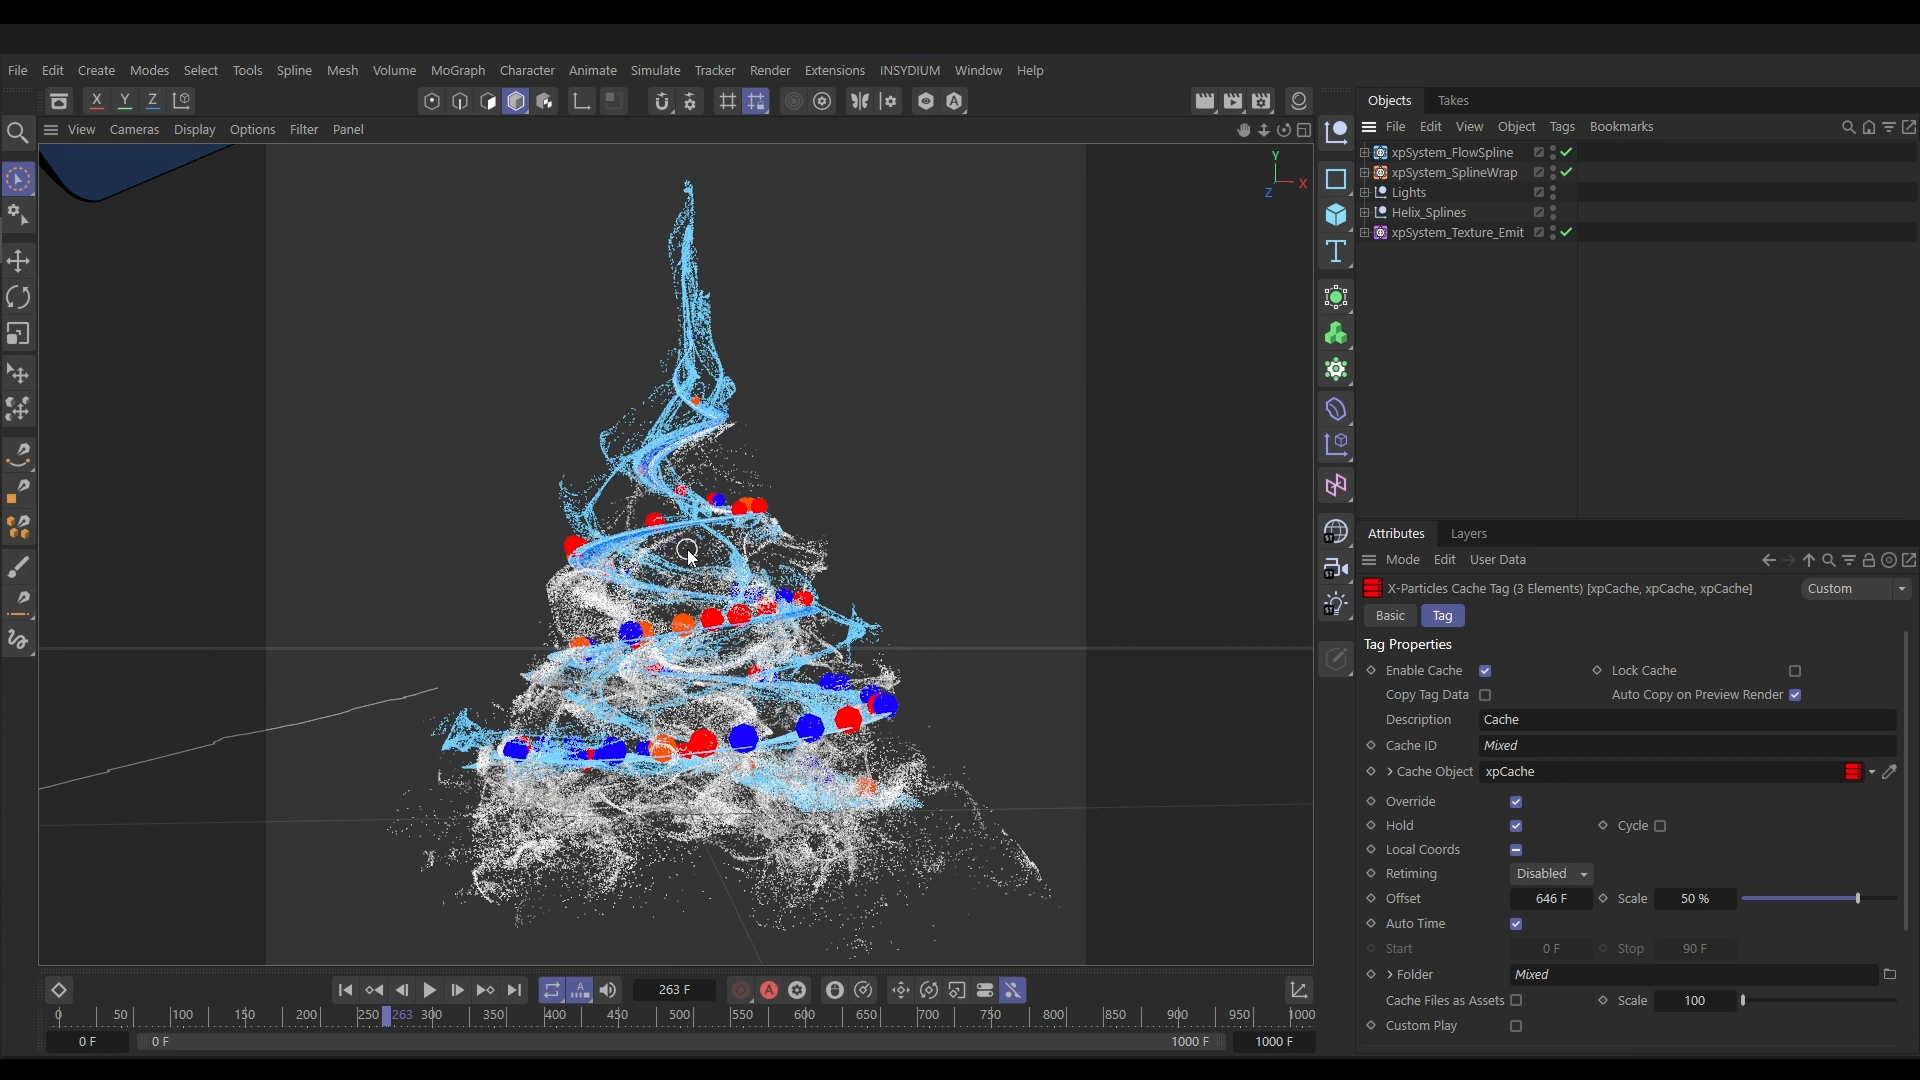 File Edit Create Modes Select Tools Spline Mesh Volume MoGraph Character Animate Simulate Tracker Render Extensions INSYDIUM Window Help
X Y Z
View Cameras Display Options Filter Panel
Y
X
Z
Objects Takes
File Edit View Object Tags Bookmarks
xpSystem_FlowSpline
xpSystem_SplineWrap
Lights
Helix_Splines
xpSystem_Texture_Emit
Attributes Layers
Mode Edit User Data
X-Particles Cache Tag (3 Elements) [xpCache, xpCache, xpCache] Custom
Basic Tag
Tag Properties
Enable Cache Lock Cache
Copy Tag Data Auto Copy on Preview Render
Description Cache
Cache ID Mixed
> Cache Object xpCache
Override
Hold Cycle
Local Coords
Retiming Disabled
Offset 646 F Scale 50 %
Auto Time
Start 0 F Stop 90 F
> Folder Mixed
Cache Files as Assets Scale 100
Custom Play
263 F
0 50 100 150 200 250 263 300 350 400 450 500 550 600 650 700 750 800 850 900 950 1000
0 F 0 F 1000 F 1000 F